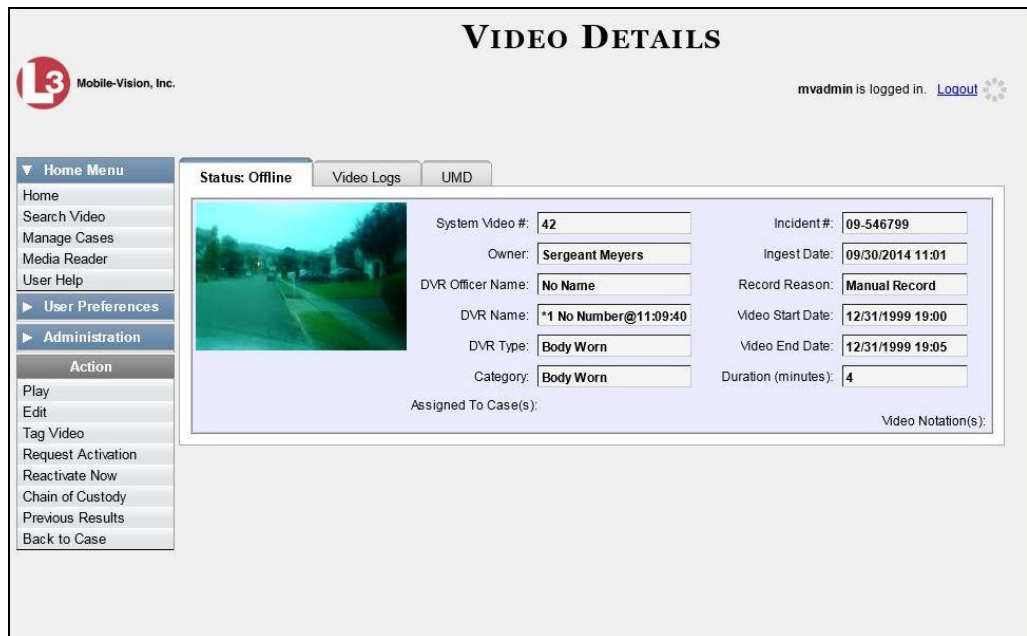 VIDEO DETAILS
L3 Mobile-Vision, Inc.
mvadmin is logged in. Logout
▼ Home Menu
Home
Search Video
Manage Cases
Media Reader
User Help
► User Preferences
► Administration
Action
Play
Edit
Tag Video
Request Activation
Reactivate Now
Chain of Custody
Previous Results
Back to Case
Status: Offline Video Logs UMD
System Video #: 42
Owner: Sergeant Meyers
DVR Officer Name: No Name
DVR Name: *1 No Number@11:09:40
DVR Type: Body Worn
Category: Body Worn
Assigned To Case(s):
Incident #: 09-546799
Ingest Date: 09/30/2014 11:01
Record Reason: Manual Record
Video Start Date: 12/31/1999 19:00
Video End Date: 12/31/1999 19:05
Duration (minutes): 4
Video Notation(s):